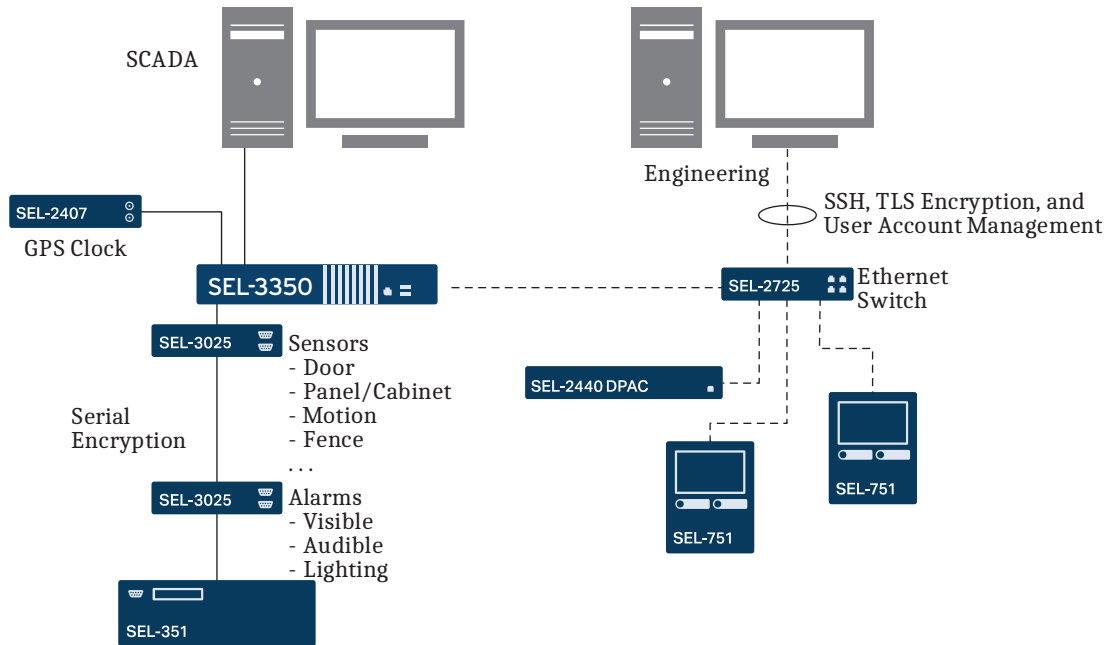 SCADA
Engineering
SSH, TLS Encryption, and
User Account Management
SEL-2407
GPS Clock
SEL-3350
SEL-2725
Ethernet
Switch
SEL-3025
Sensors
- Door
- Panel/Cabinet
- Motion
- Fence
. . .
Serial
Encryption
SEL-3025
Alarms
- Visible
- Audible
- Lighting
SEL-351
SEL-2440 DPAC
SEL-751
SEL-751